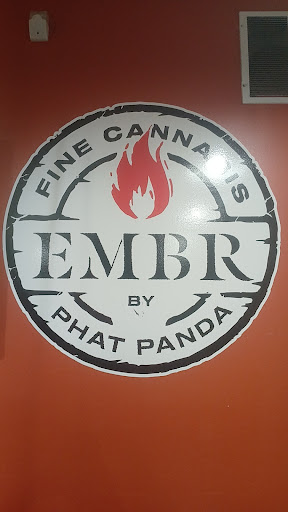 FINE CANNABIS
EMBR
BY
PHAT PANDA